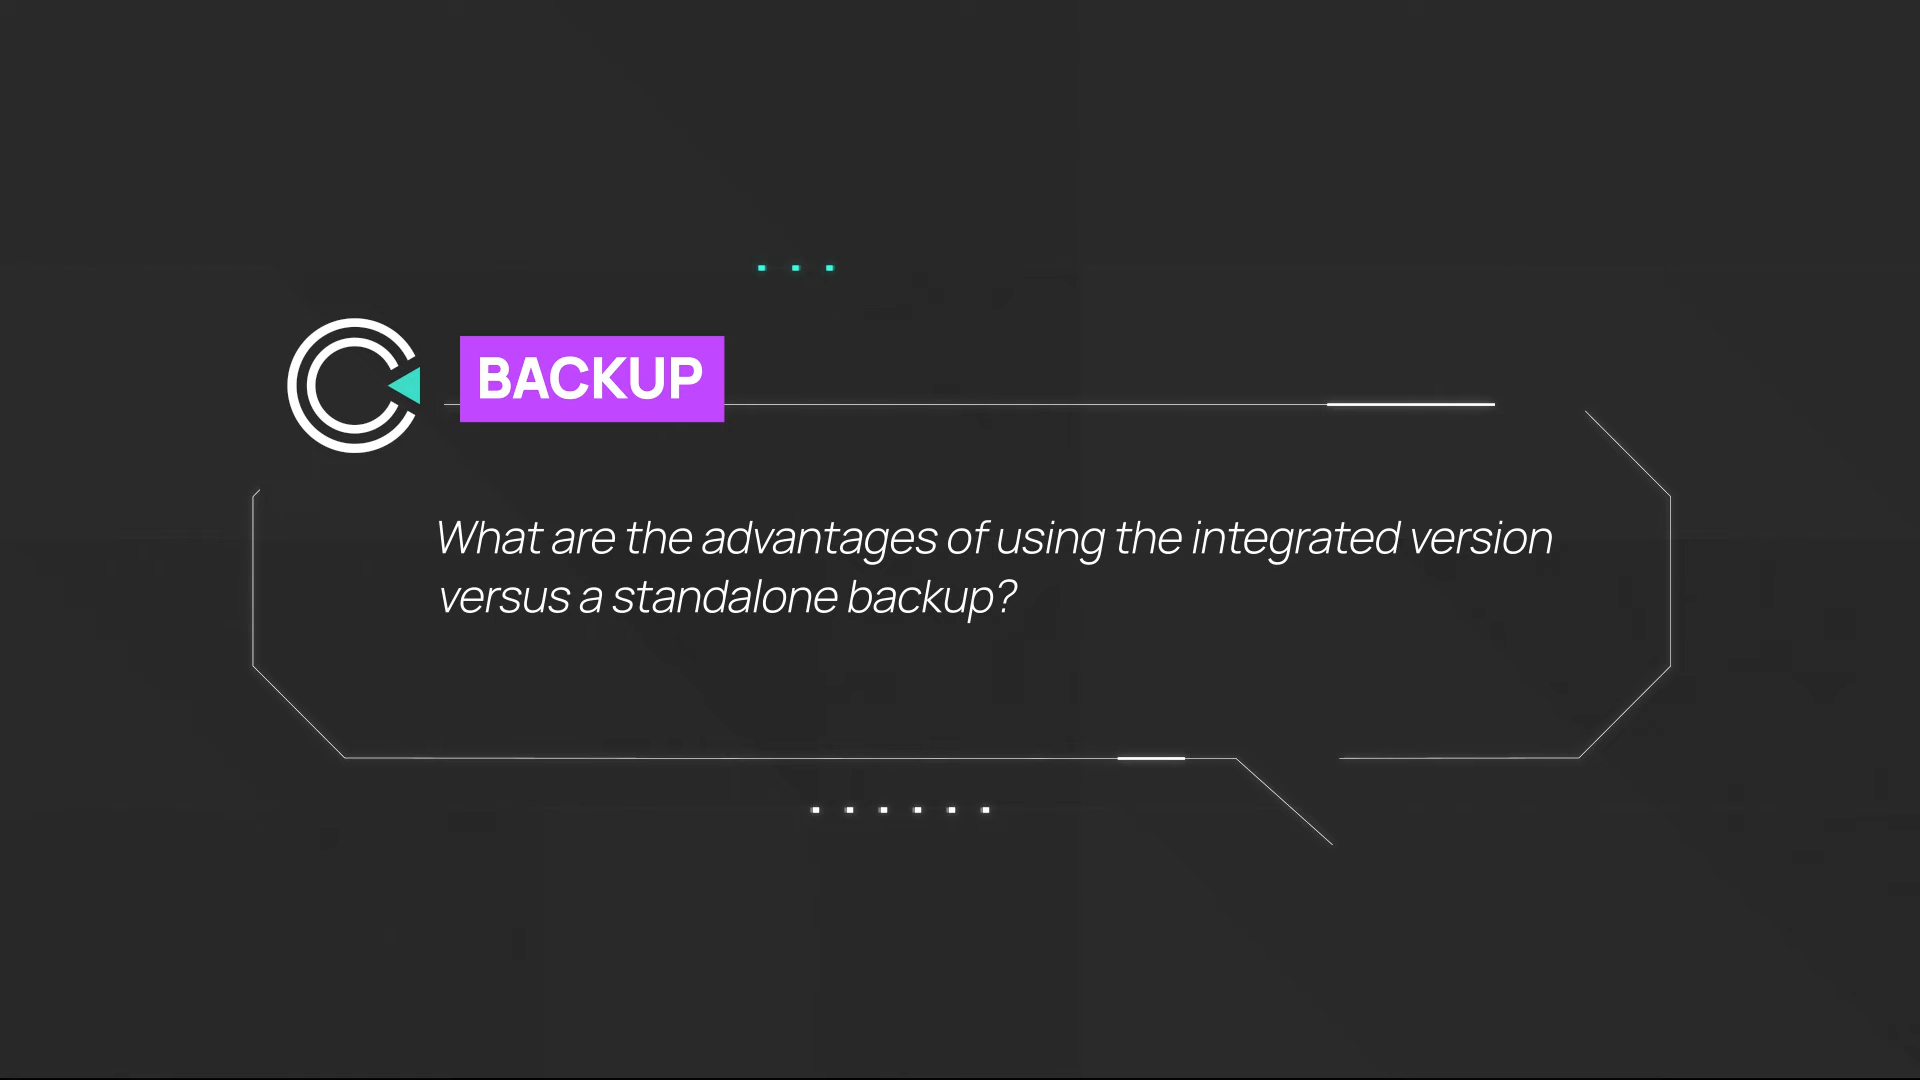 BACKUP
What are the advantages of using the integrated version
versus a standalone backup?